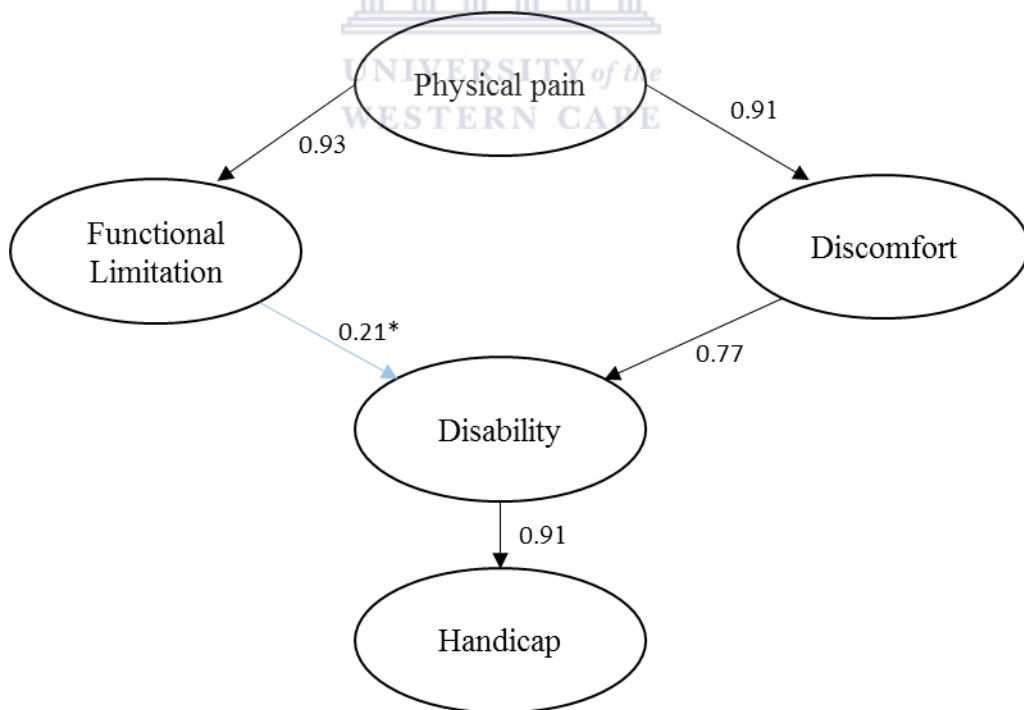 UNIVERSITY of the
WESTERN CAPE
Physical pain
0.93
0.91
Functional
Limitation
Discomfort
0.21*
0.77
Disability
0.91
Handicap